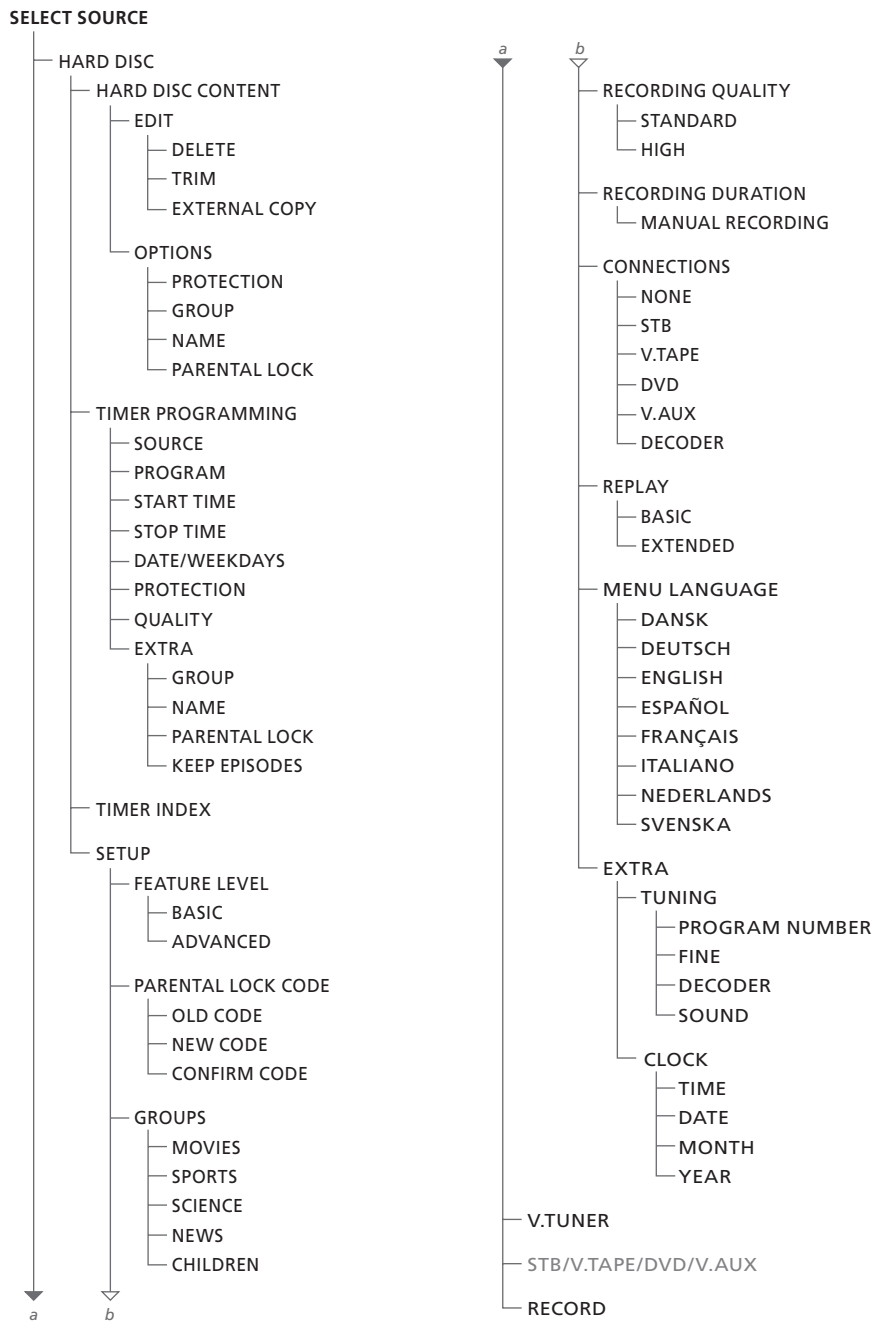 SELECT SOURCE
HARD DISC
HARD DISC CONTENT
EDIT
DELETE
TRIM
EXTERNAL COPY
OPTIONS
PROTECTION
GROUP
NAME
PARENTAL LOCK
TIMER PROGRAMMING
SOURCE
PROGRAM
START TIME
STOP TIME
DATE/WEEKDAYS
PROTECTION
QUALITY
EXTRA
GROUP
NAME
PARENTAL LOCK
KEEP EPISODES
TIMER INDEX
SETUP
FEATURE LEVEL
BASIC
ADVANCED
PARENTAL LOCK CODE
OLD CODE
NEW CODE
CONFIRM CODE
GROUPS
MOVIES
SPORTS
SCIENCE
NEWS
CHILDREN
a b
a b
RECORDING QUALITY
STANDARD
HIGH
RECORDING DURATION
MANUAL RECORDING
CONNECTIONS
NONE
STB
V.TAPE
DVD
V.AUX
DECODER
REPLAY
BASIC
EXTENDED
MENU LANGUAGE
DANSK
DEUTSCH
ENGLISH
ESPAÑOL
FRANÇAIS
ITALIANO
NEDERLANDS
SVENSKA
EXTRA
TUNING
PROGRAM NUMBER
FINE
DECODER
SOUND
CLOCK
TIME
DATE
MONTH
YEAR
V.TUNER
STB/V.TAPE/DVD/V.AUX
RECORD